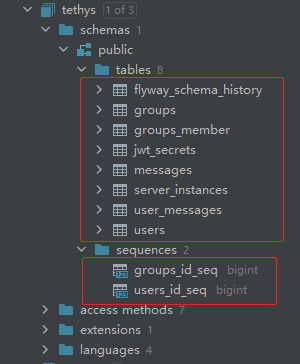 tethys 1 of 3
schemas 1
public
tables 8
flyway_schema_history
groups
groups_member
jwt_secrets
messages
server_instances
user_messages
users
sequences 2
groups_id_seq bigint
users_id_seq bigint
access methods 7
extensions 1
languages 4